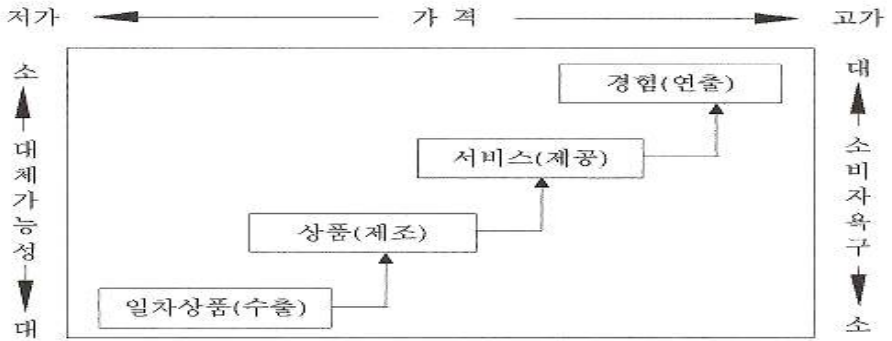 저가 가 격 고가
소 대
경험(연출)
서비스(제공)
상품(제조)
일차상품(수출)
대체가능성
소비자욕구
대 소